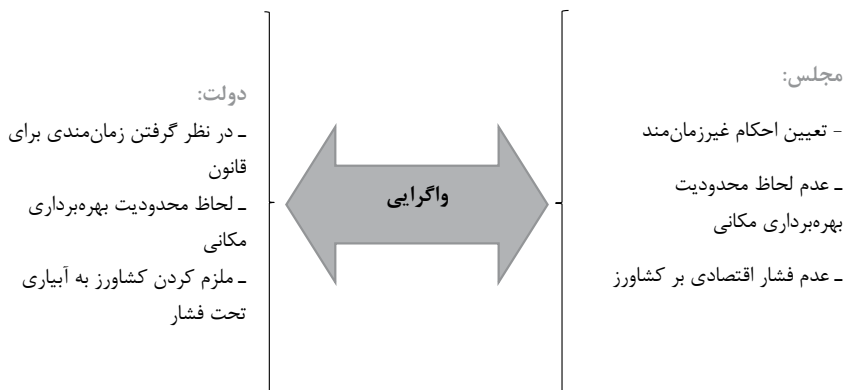 مجلس:
- تعیین احکام غیرزمان‌مند
ـ عدم لحاظ محدودیت
بهره‌برداری مکانی
ـ عدم فشار اقتصادی بر کشاورز
واگرایی
دولت:
ـ در نظر گرفتن زمان‌مندی برای
قانون
ـ لحاظ محدودیت بهره‌برداری
مکانی
ـ ملزم کردن کشاورز به آبیاری
تحت فشار